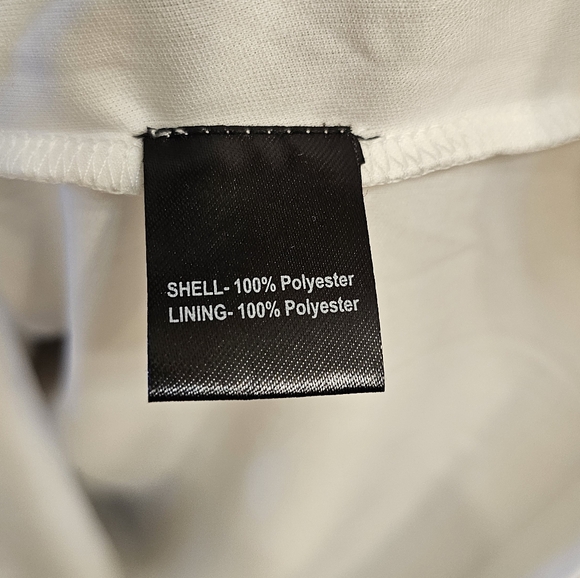 SHELL- 100% Polyester
LINING- 100% Polyester